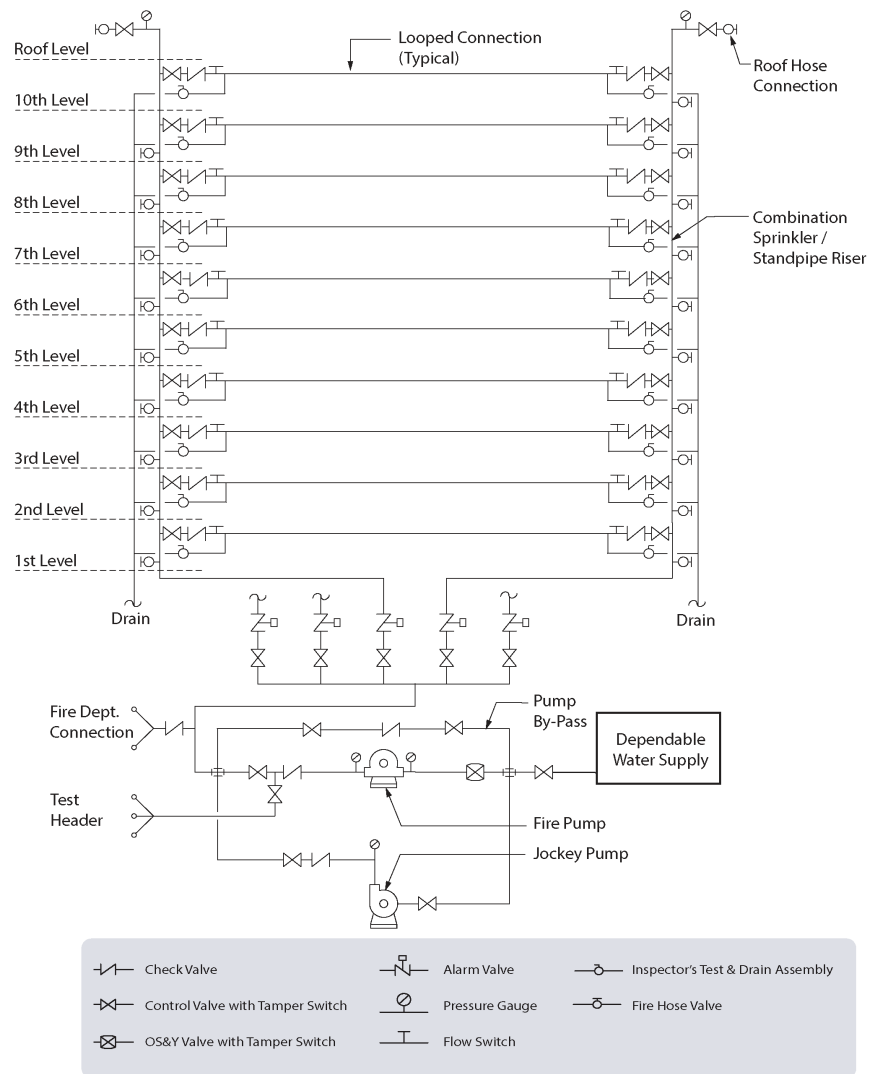 Looped Connection
(Typical)
Roof Level
Roof Hose
Connection
10th Level
9th Level
8th Level
Combination
Sprinkler /
Standpipe Riser
7th Level
6th Level
5th Level
4th Level
3rd Level
2nd Level
1st Level
Drain
Drain
Fire Dept.
Connection
Pump
By-Pass
Dependable
Water Supply
Test
Header
Fire Pump
Jockey Pump
Check Valve
Alarm Valve
Inspector's Test & Drain Assembly
Control Valve with Tamper Switch
Pressure Gauge
Fire Hose Valve
OS&Y Valve with Tamper Switch
Flow Switch